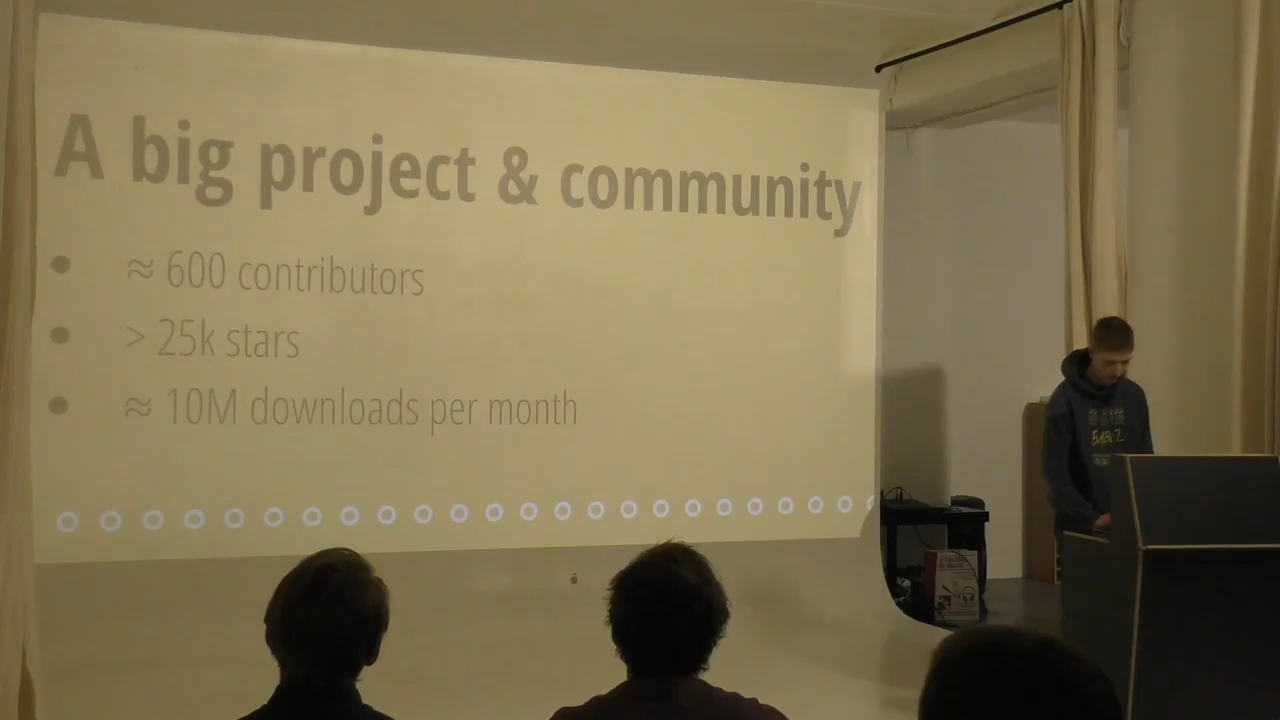 A big project & community
• ≈ 600 contributors
• > 25k stars
• ≈ 10M downloads per month